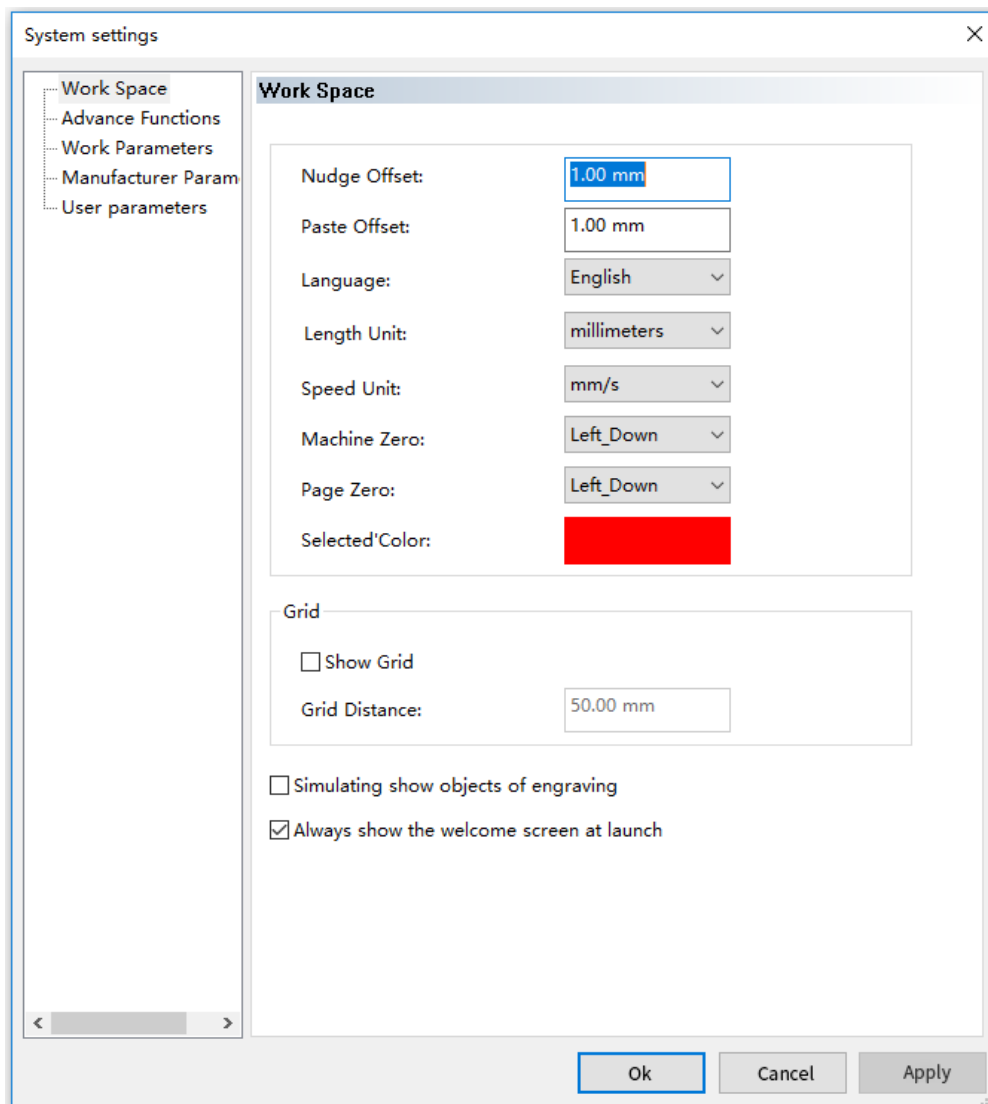 System settings
Work Space
Advance Functions
Work Parameters
Manufacturer Param
User parameters
Work Space
Nudge Offset: 1.00 mm
Paste Offset: 1.00 mm
Language: English
Length Unit: millimeters
Speed Unit: mm/s
Machine Zero: Left_Down
Page Zero: Left_Down
Selected'Color:
Grid
Show Grid
Grid Distance: 50.00 mm
Simulating show objects of engraving
Always show the welcome screen at launch
Ok Cancel Apply